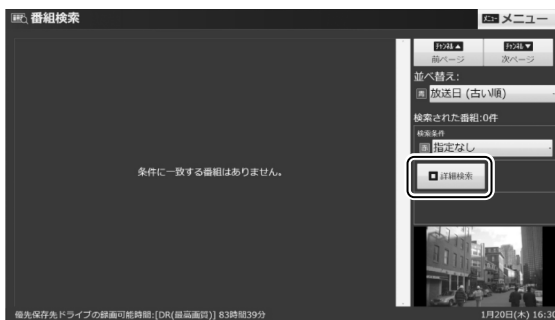 番組検索
メニュー
チャンネル▲
チャンネル▼
前ページ
次ページ
並べ替え:
青 放送日 (古い順)
検索された番組:0件
検索条件
赤 指定なし
詳細検索
条件に一致する番組はありません。
優先保存先ドライブの録画可能時間:[DR(最高画質)] 83時間39分
1月20日(木) 16:30